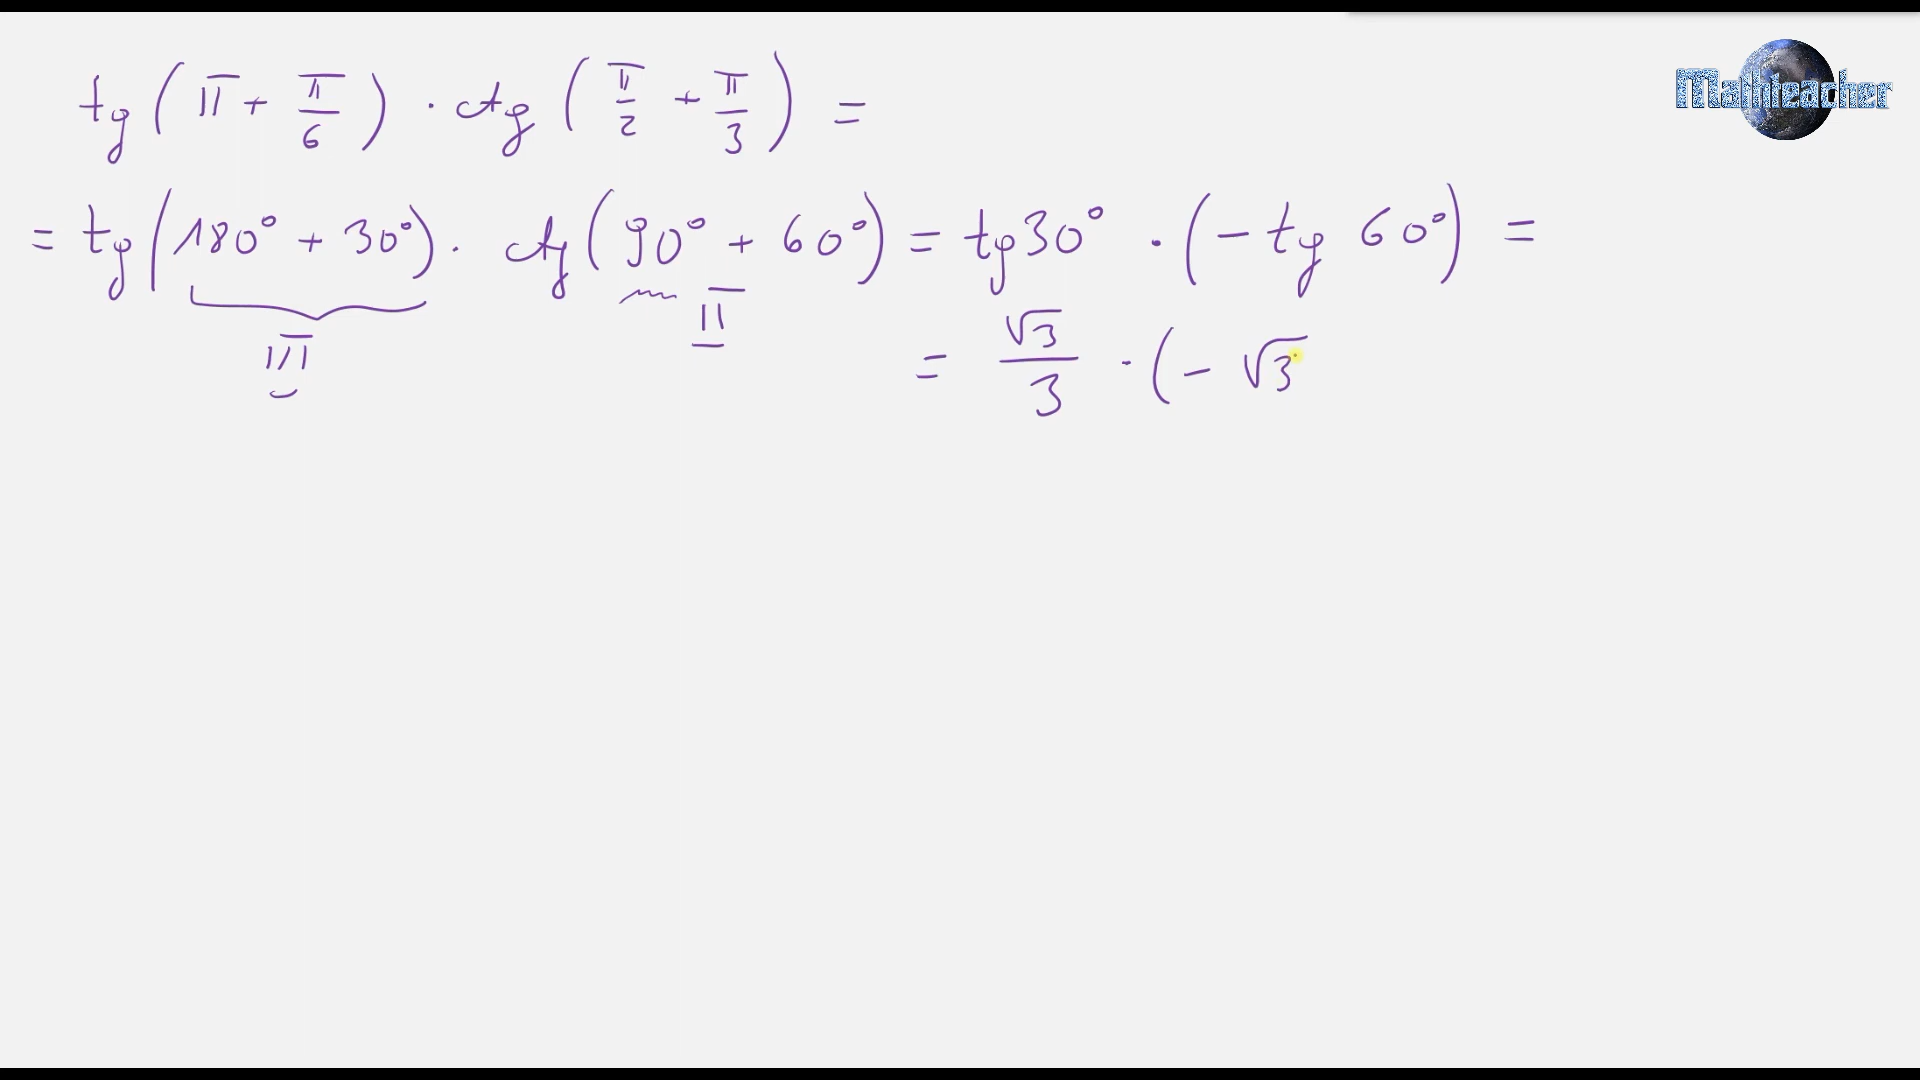 Mathteacher
tg(π + π/6) · ctg(π/2 + π/3) =
= tg(180° + 30°) · ctg(90° + 60°) = tg30° · (- tg 60°) =
III
II
= √3/3 · (- √3